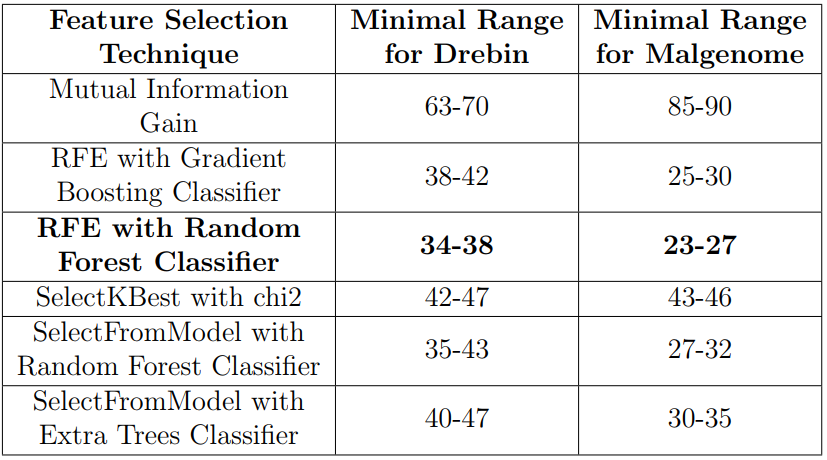 Feature Selection Technique Minimal Range for Drebin Minimal Range for Malgenome
Mutual Information Gain 63-70 85-90
RFE with Gradient Boosting Classifier 38-42 25-30
RFE with Random Forest Classifier 34-38 23-27
SelectKBest with chi2 42-47 43-46
SelectFromModel with Random Forest Classifier 35-43 27-32
SelectFromModel with Extra Trees Classifier 40-47 30-35